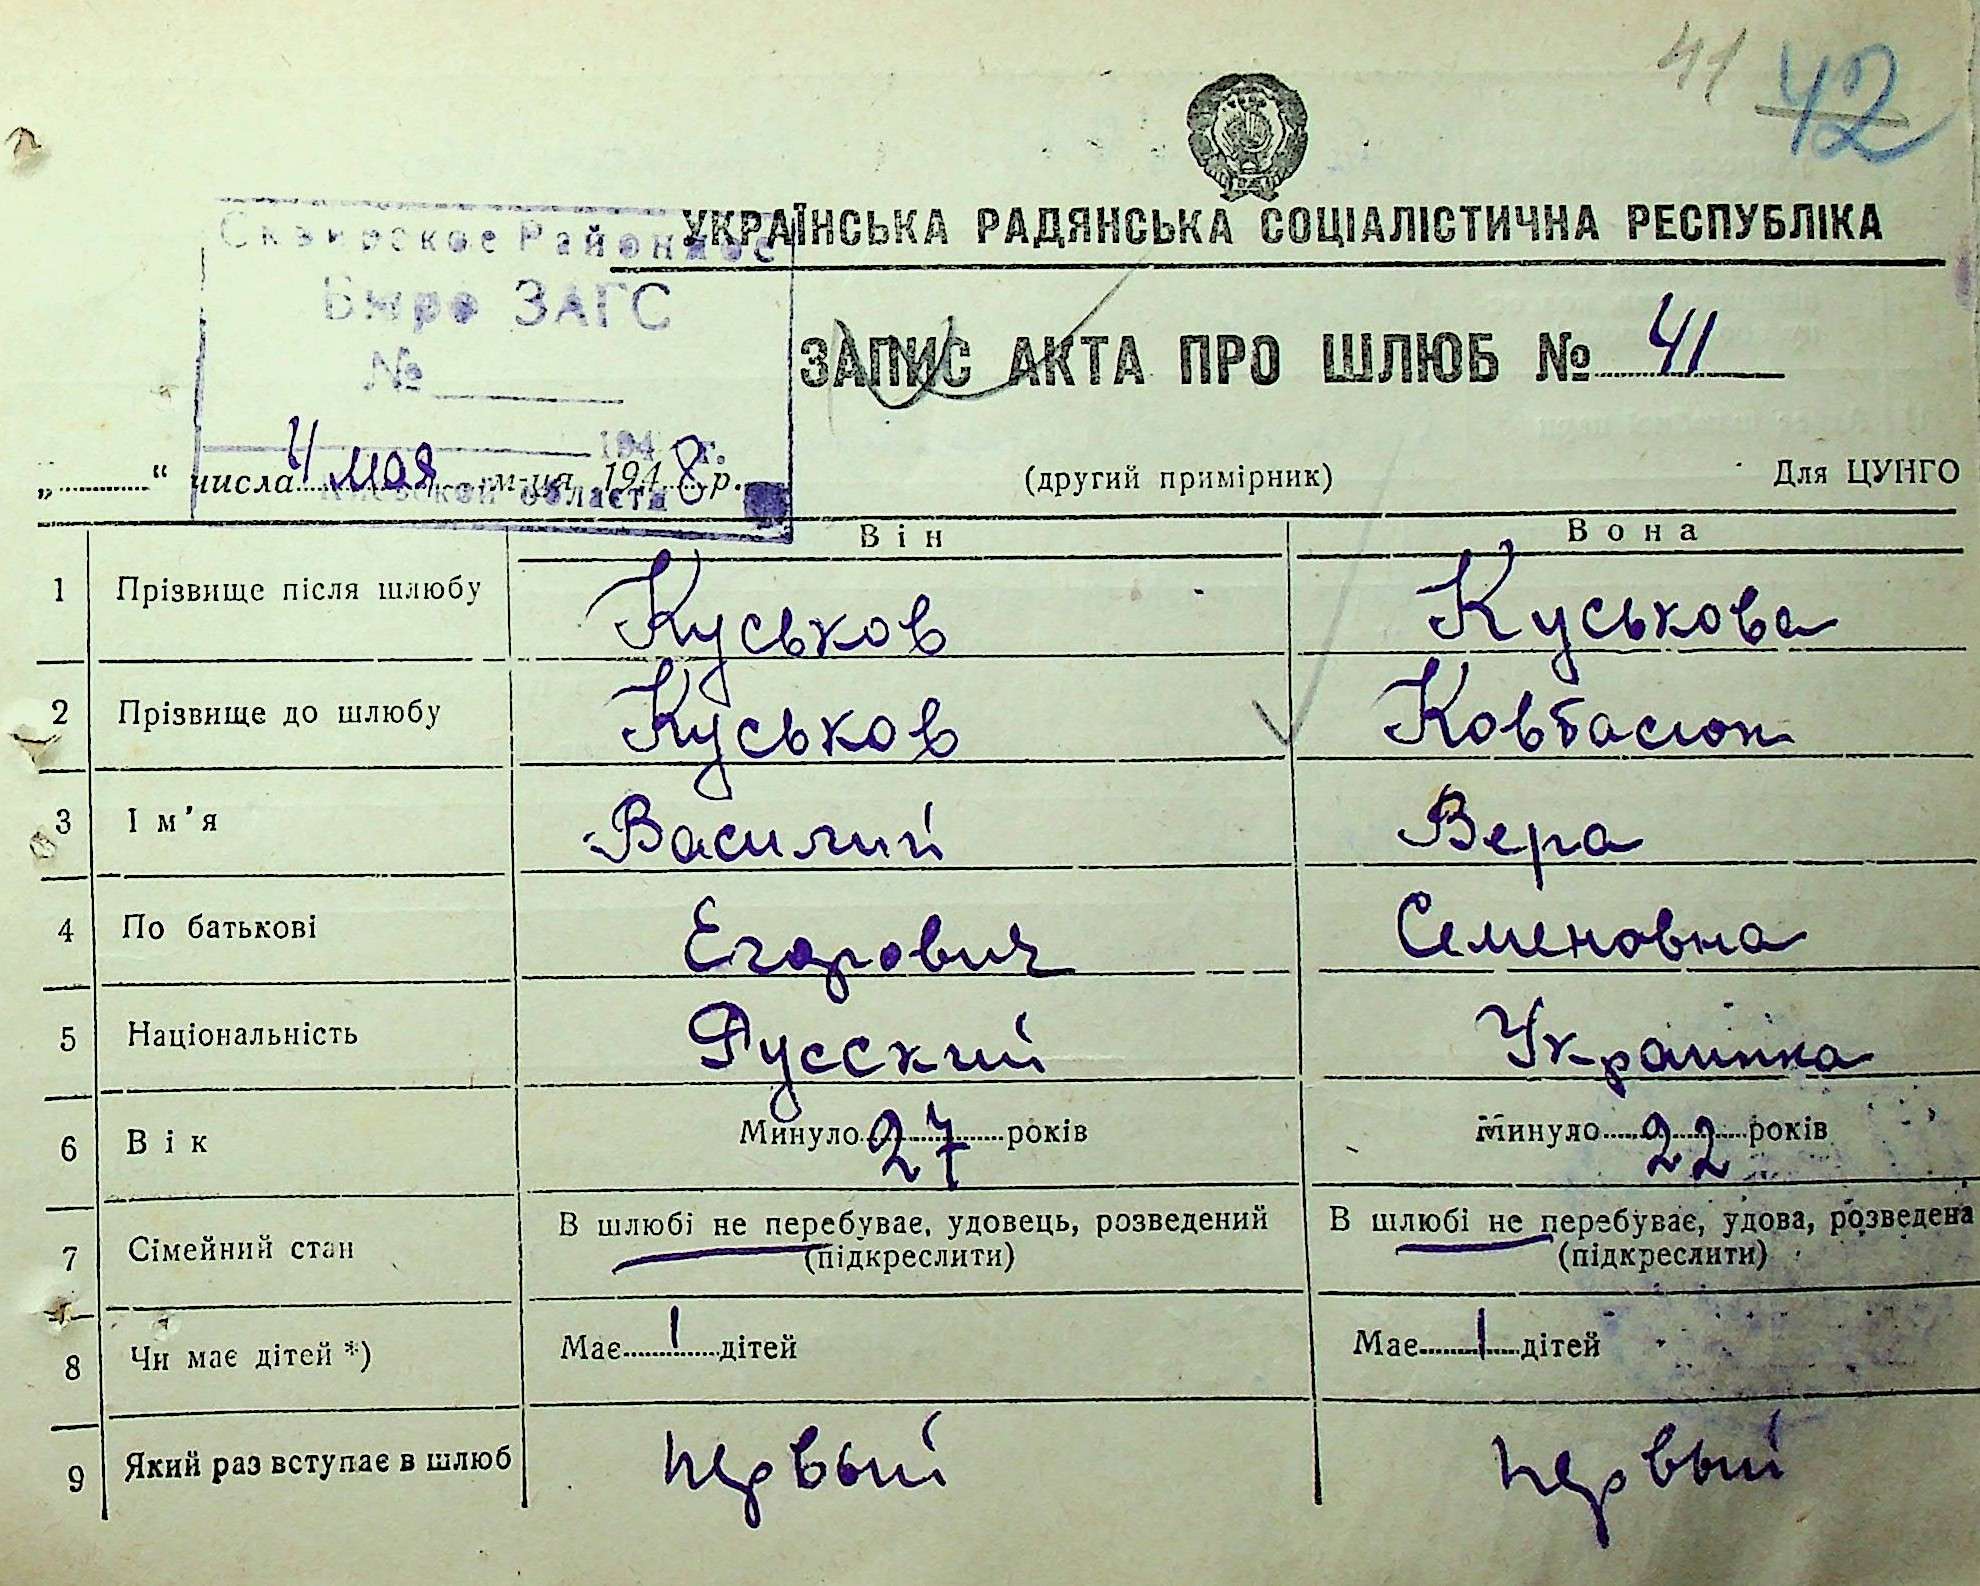 41 42
УКРАЇНСЬКА РАДЯНСЬКА СОЦІАЛІСТИЧНА РЕСПУБЛІКА
Сквирское Районное
Бюро ЗАГС
№
194 г.
Киевской области
ЗАПИС АКТА ПРО ШЛЮБ № 41
„ “ числа 4 мая м-ця 1948 р. (другий примірник) Для ЦУНГО
Він Вона
1 Прізвище після шлюбу Куськов Куськова
2 Прізвище до шлюбу Куськов Ковбасюк
3 Ім’я Василий Вера
4 По батькові Егорович Семеновна
5 Національність Русский Украинка
6 Вік Минуло 27 років Минуло 22 років
7 Сімейний стан В шлюбі не перебуває, удовець, розведений В шлюбі не перебуває, удова, розведена
(підкреслити) (підкреслити)
8 Чи має дітей *) Має 1 дітей Має 1 дітей
9 Який раз вступає в шлюб первый первый